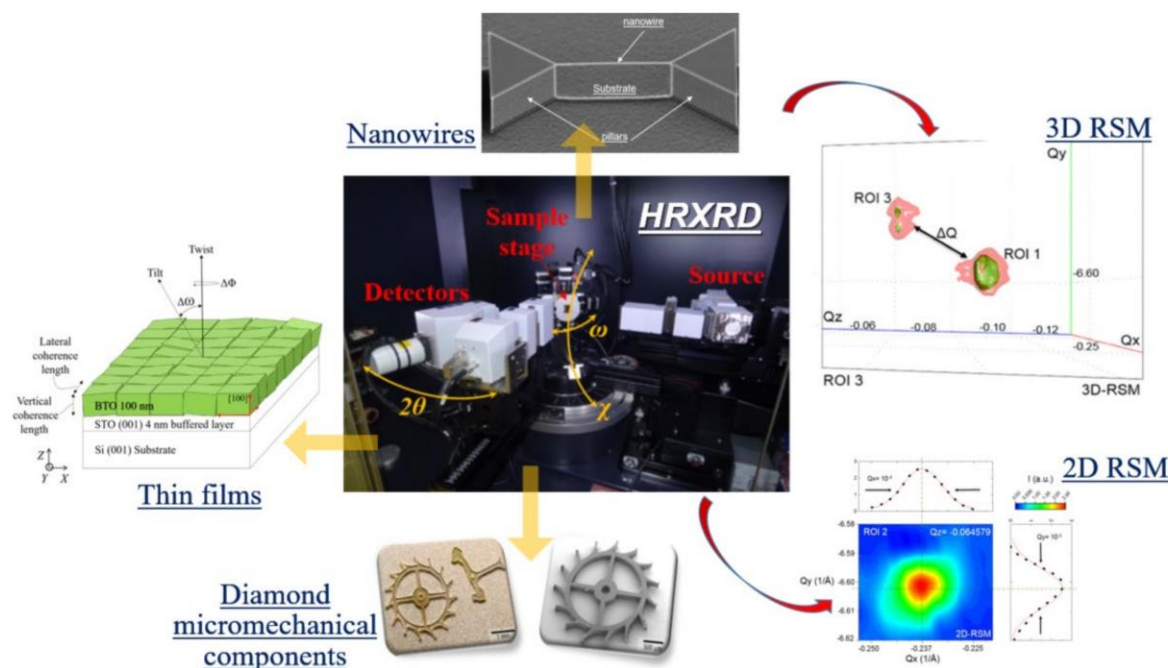 nanowire
Substrate
pillars
Nanowires
3D RSM
Qy
ROI 3
ΔQ
ROI 1
-6.60
Qz
-0.06
-0.08
-0.10
-0.12
Qx
-0.25
ROI 3
3D-RSM
HRXRD
Sample
stage
Source
Detectors
ω
2θ
χ
Twist
Tilt
ΔΦ
Δω
Lateral
coherence
length
Vertical
coherence
length
[100]
BTO 100 nm
STO (001) 4 nm buffered layer
Si (001) Substrate
Z
Y X
Thin films
Diamond
micromechanical
components
2D RSM
I (a.u.)
ROI 2
Qz= -0.064579
-6.58
-6.59
-6.60
-6.61
-6.62
Qy (1/Å)
2D-RSM
-0.250
-0.237
-0.225
Qx (1/Å)